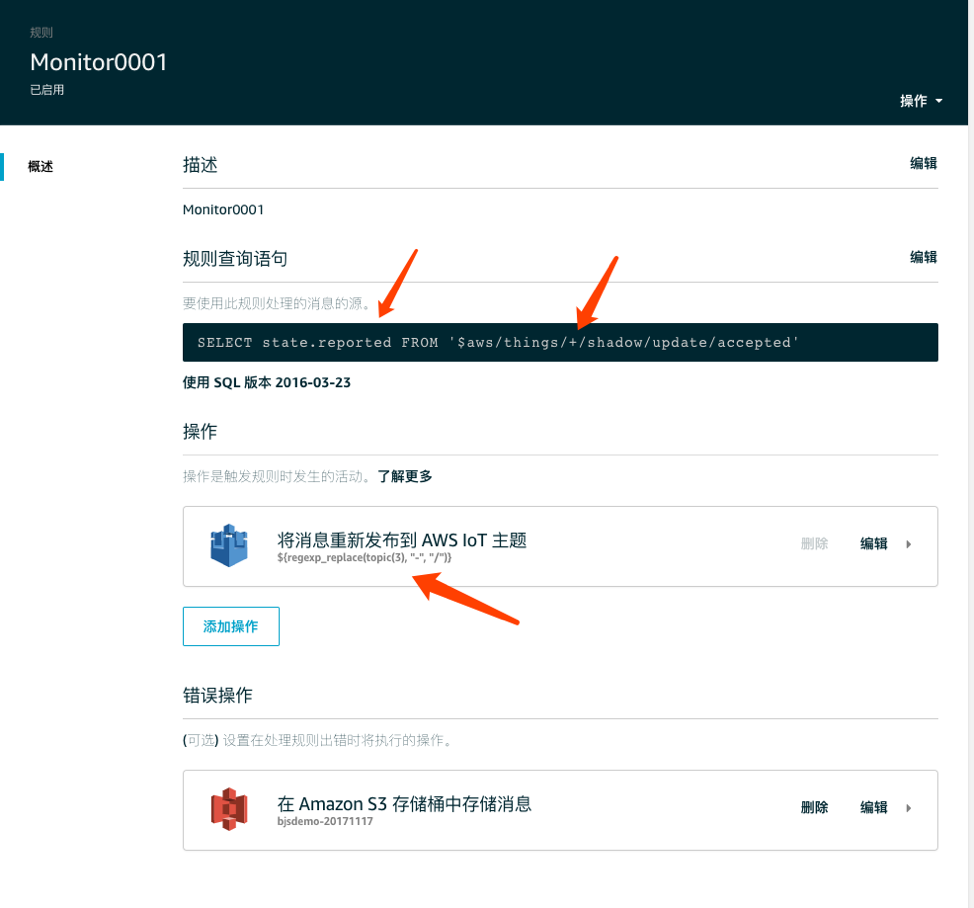 规则
Monitor0001
已启用
操作
概述
描述
编辑
Monitor0001
规则查询语句
编辑
要使用此规则处理的消息的源。
SELECT state.reported FROM '$aws/things/+/shadow/update/accepted'
使用 SQL 版本 2016-03-23
操作
操作是触发规则时发生的活动。了解更多
将消息重新发布到 AWS IoT 主题
删除
编辑
${regexp_replace(topic(3), "-", "/")}
添加操作
错误操作
(可选) 设置在处理规则出错时将执行的操作。
在 Amazon S3 存储桶中存储消息
删除
编辑
bjsdemo-20171117